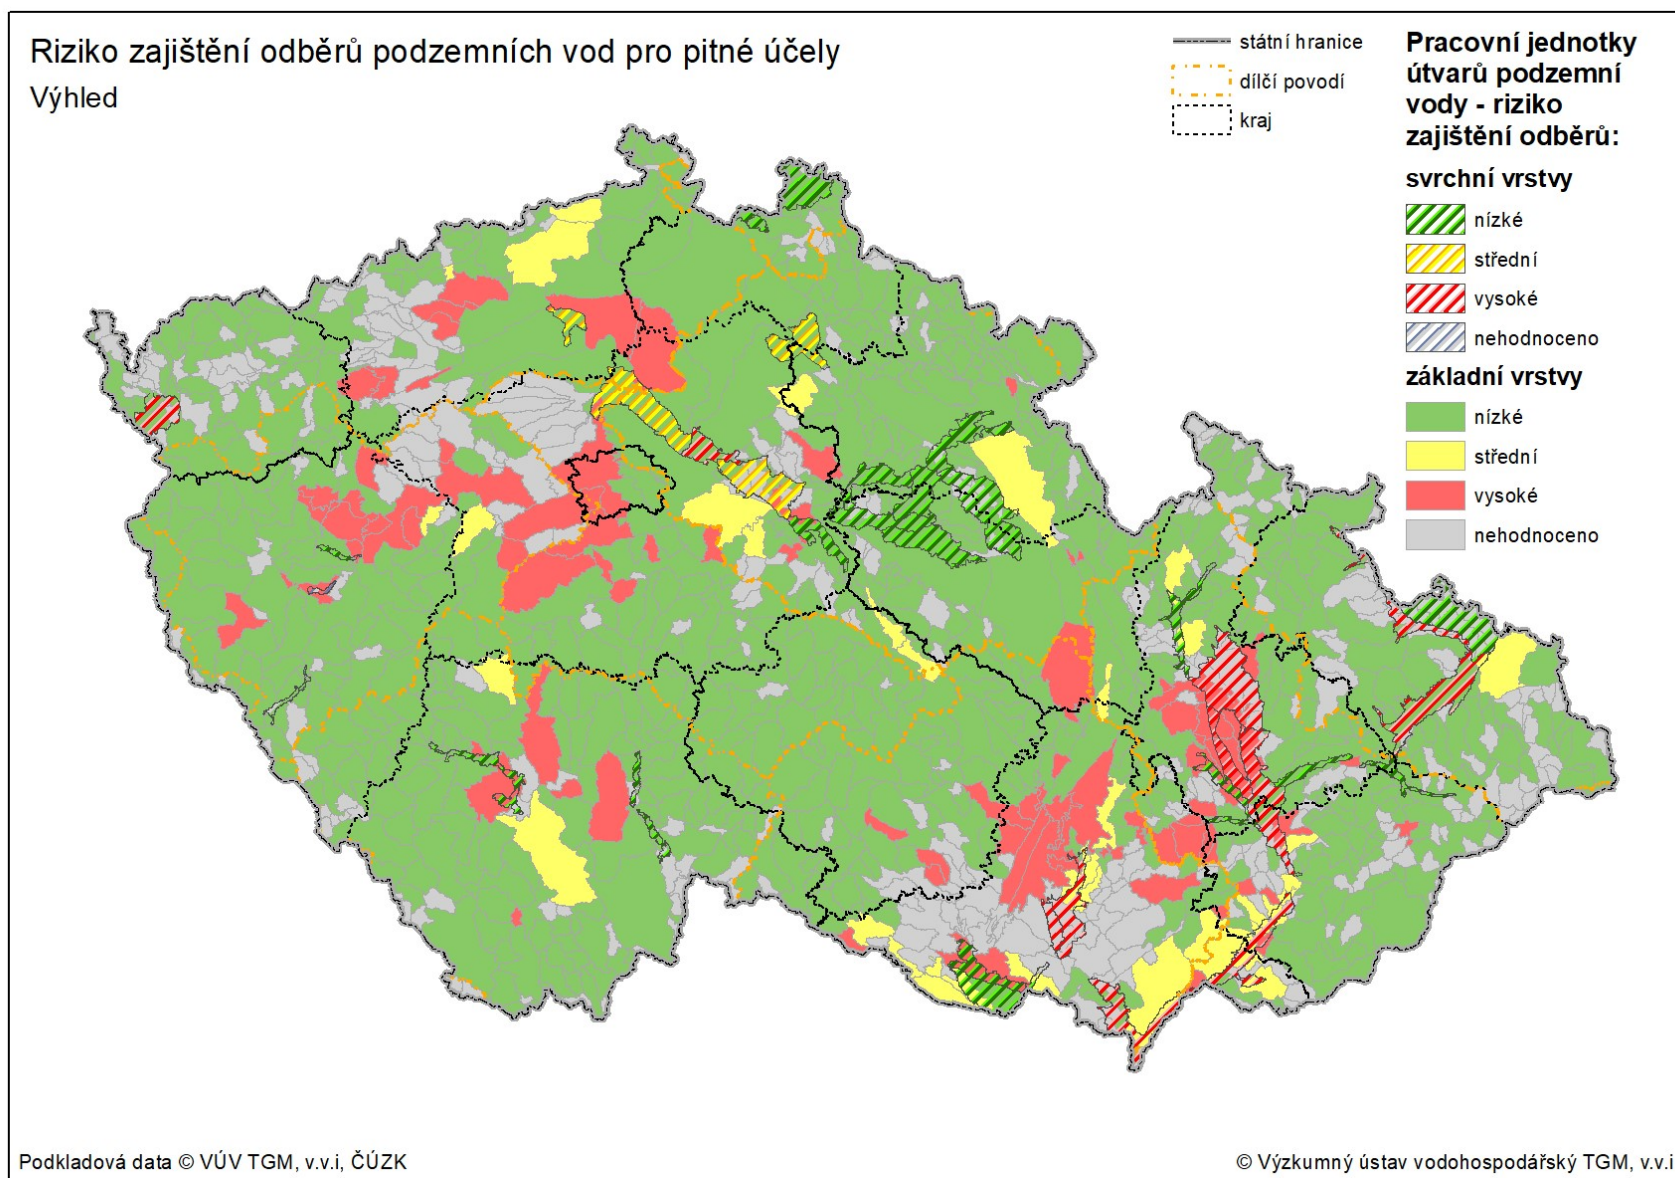 Riziko zajištění odběrů podzemních vod pro pitné účely
Výhled
státní hranice
dílčí povodí
kraj
Pracovní jednotky
útvarů podzemní
vody - riziko
zajištění odběrů:
svrchní vrstvy
nízké
střední
vysoké
nehodnoceno
základní vrstvy
nízké
střední
vysoké
nehodnoceno
Podkladová data © VÚV TGM, v.v.i, ČÚZK
© Výzkumný ústav vodohospodářský TGM, v.v.i